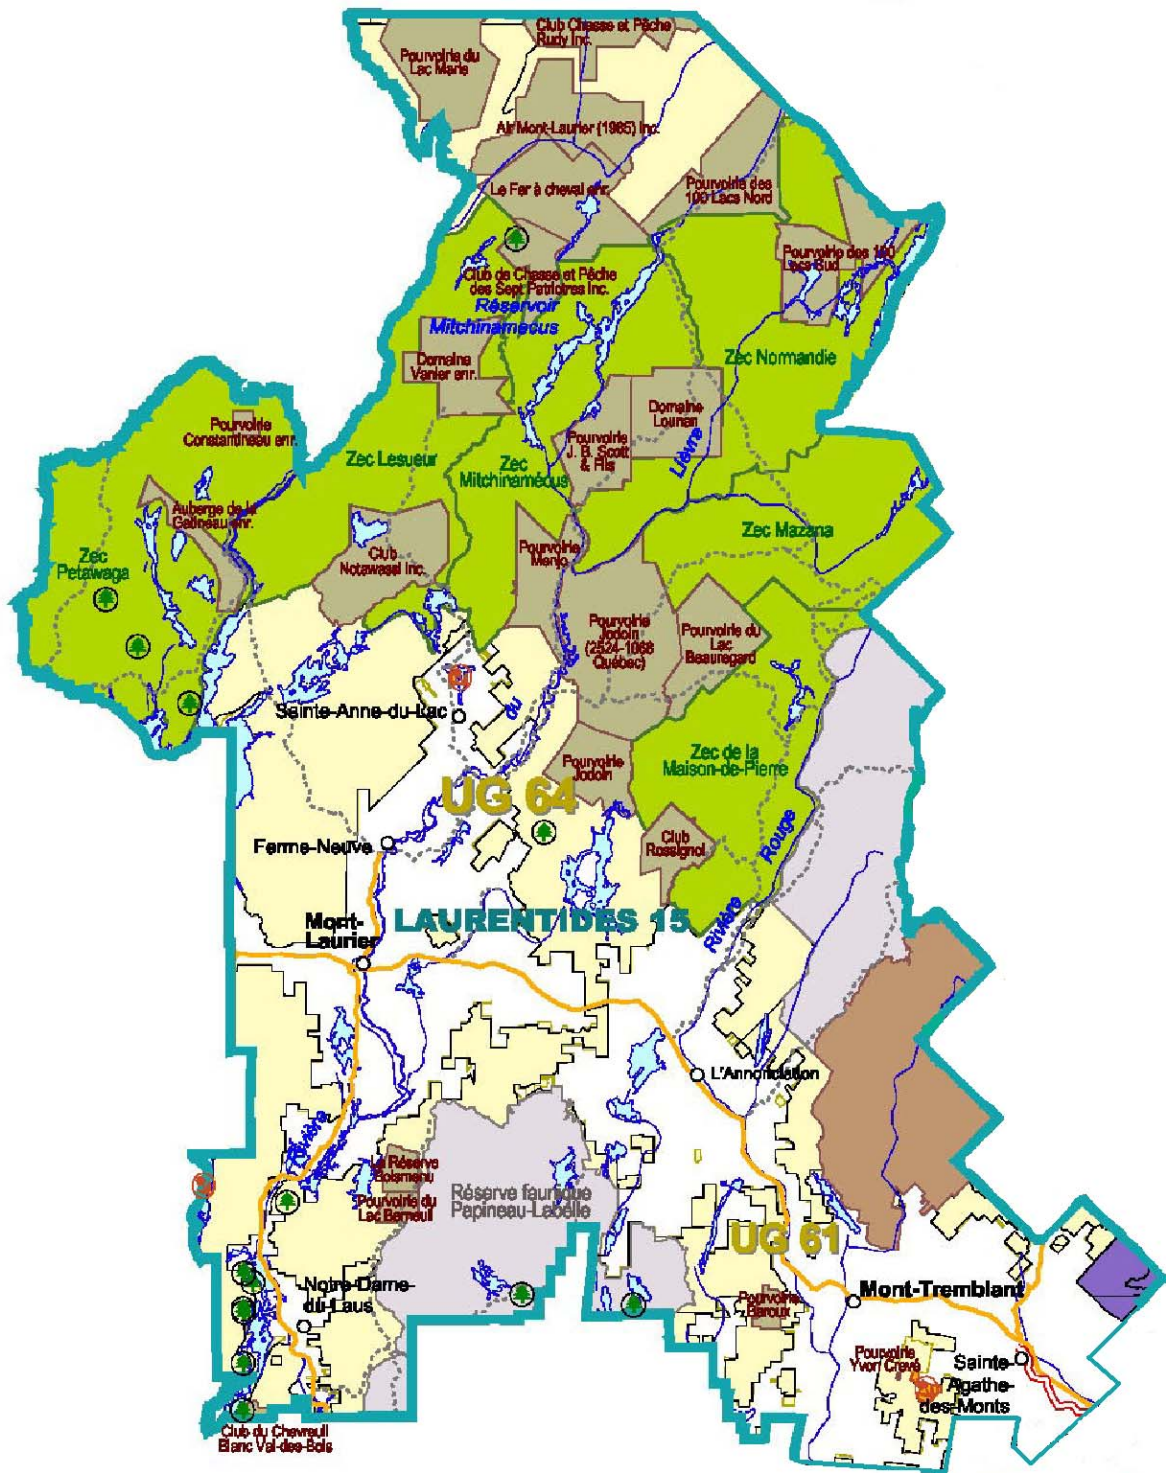 Club Chasse et Pêche
Rudy Inc.
Pourvoirie du
Lac Marie
Air Mont-Laurier (1985) Inc.
Le Fer à cheval enr.
Pourvoirie des
100 Lacs Nord
Pourvoirie des 100
Lacs Sud
Club de Chasse et Pêche
des Sept Patriotres Inc.
Réservoir
Mitchinamecus
Domaine
Vanier enr.
Zec Normandie
Domaine
Lounan
Pourvoirie
Constantineau enr.
Zec Lesueur
Zec
Mitchinamécus
Pourvoirie
J. B. Scott
& Fils
Lièvre
Auberge de la
Gatineau enr.
Zec Mazana
Zec
Petawaga
Club
Notawassi Inc.
Pourvoirie
Menjo
Pourvoirie
Jodoin
(2524-1068
Québec)
Pourvoirie du
Lac
Beauregard
Sainte-Anne-du-Lac
du
Zec de la
Maison-de-Pierre
Pourvoirie
Jodoin
UG 64
Ferme-Neuve
Club
Rossignol
Rouge
Rivière
Mont-
Laurier
LAURENTIDES 15
L'Annonciation
Rivière
La Réserve
Boismenu
Pourvoirie du
Lac Berneuil
Réserve faunique
Papineau-Labelle
UG 61
Notre-Dame-
du-Laus
Mont-Tremblant
Pourvoirie
Baroux
Pourvoirie
Yvon Crevé
Sainte-
Agathe-
des-Monts
Club du Chevreuil
Blanc Val-des-Bois